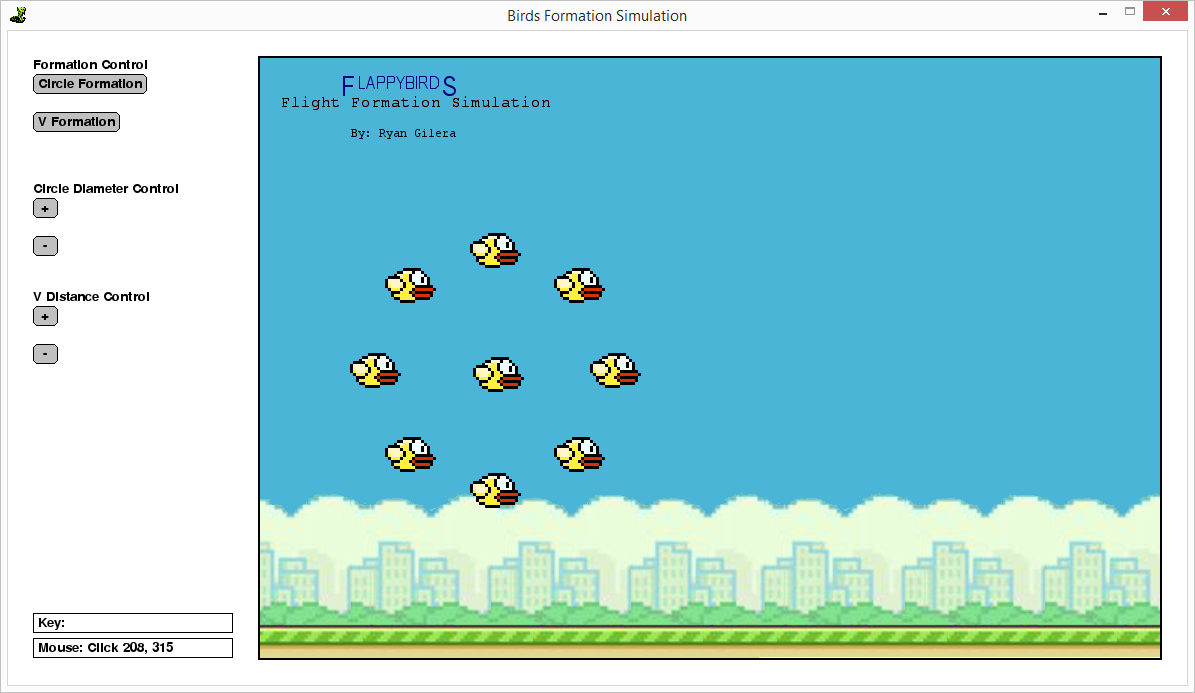 Birds Formation Simulation
Formation Control
Circle Formation
V Formation
Circle Diameter Control
+
-
V Distance Control
+
-
Key:
Mouse: Click 208, 315
FLAPPYBIRDS
Flight Formation Simulation
By: Ryan Gilera